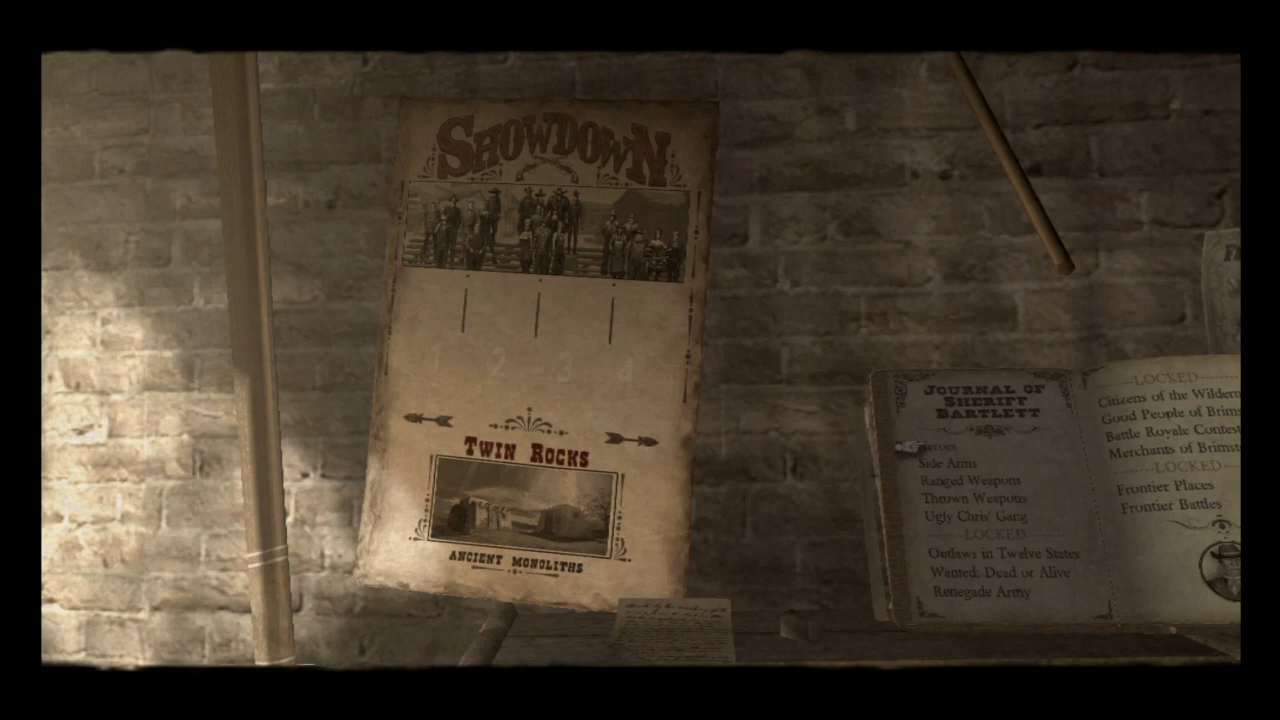 SHOWDOWN
1 2 3 4
TWIN ROCKS
ANCIENT MONOLITHS
JOURNAL OF
SHERIFF
BARTLETT
Heroes
Side Arms
Ranged Weapons
Thrown Weapons
Ugly Chris' Gang
LOCKED
Outlaws in Twelve States
Wanted: Dead or Alive
Renegade Army
LOCKED
Citizens of the Wildern
Good People of Brims
Battle Royale Contest
Merchants of Brimst
LOCKED
Frontier Places
Frontier Battles